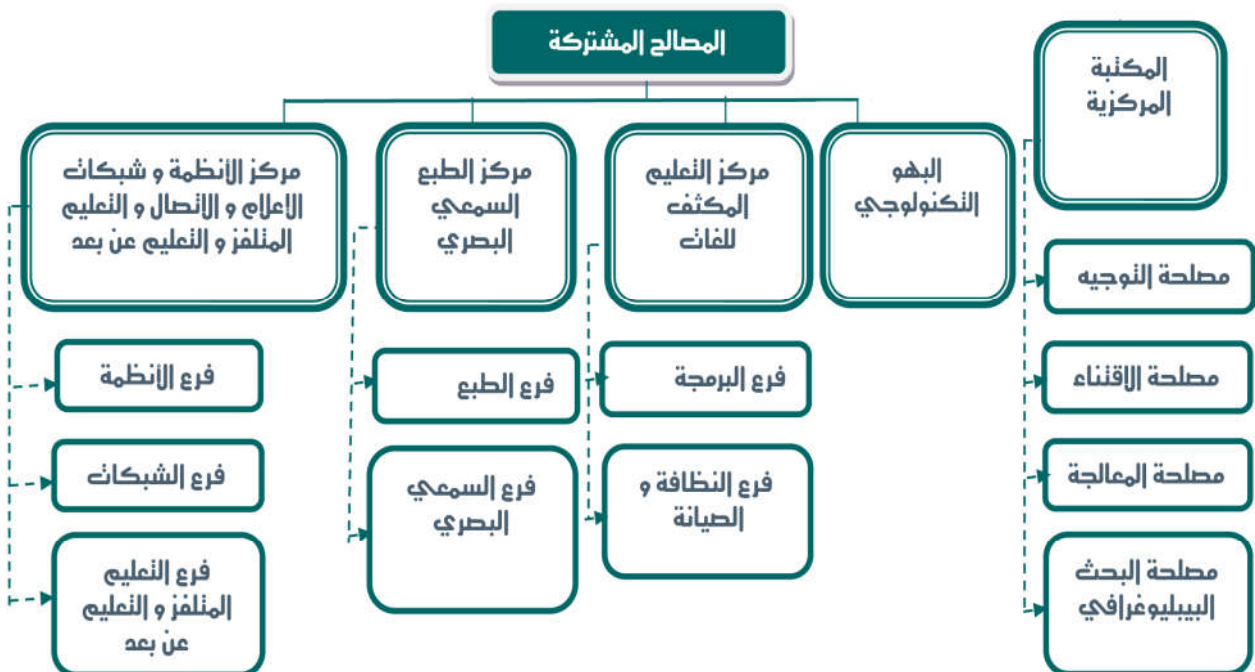 المصالح المشتركة
المكتبة
المركزية
البهو
التكنولوجي
مركز التعليم
المكثف
للغات
مركز الطبع
السمعي
البصري
مركز الأنظمة و شبكات
الاعلام و الاتصال و التعليم
المتلفز و التعليم عن بعد
مصلحة التوجيه
مصلحة الاقتناء
مصلحة المعالجة
مصلحة البحث
البيبليوغرافي
فرع البرمجة
فرع النظافة و
الصيانة
فرع الطبع
فرع السمعي
البصري
فرع الأنظمة
فرع الشبكات
فرع التعليم
المتلفز و التعليم
عن بعد